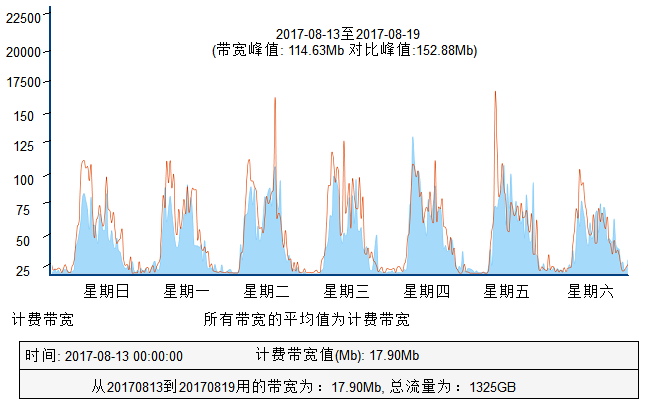 2017-08-13至2017-08-19
(带宽峰值: 114.63Mb 对比峰值:152.88Mb)
22500
20000
17500
150
125
100
75
50
25
星期日 星期一 星期二 星期三 星期四 星期五 星期六
计费带宽 所有带宽的平均值为计费带宽
时间: 2017-08-13 00:00:00 计费带宽值(Mb): 17.90Mb
从20170813到20170819用的带宽为：17.90Mb, 总流量为：1325GB